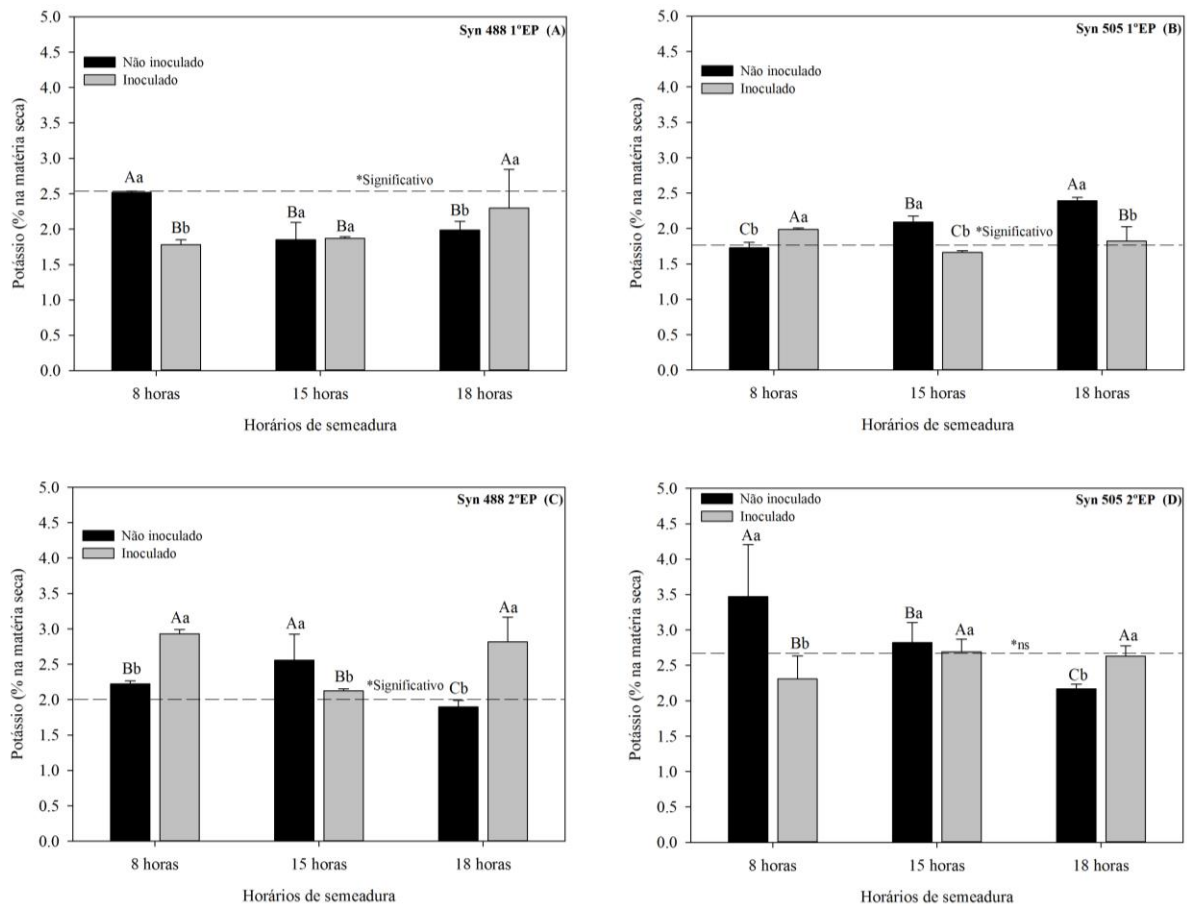 Syn 488 1ºEP (A)
Não inoculado
Inoculado
Potássio (% na matéria seca)
5.0
4.5
4.0
3.5
3.0
2.5
2.0
1.5
1.0
0.5
0.0
Aa
Bb
Ba
Ba
Bb
Aa
*Significativo
8 horas
15 horas
18 horas
Horários de semeadura
Syn 505 1ºEP (B)
Não inoculado
Inoculado
Potássio (% na matéria seca)
5.0
4.5
4.0
3.5
3.0
2.5
2.0
1.5
1.0
0.5
0.0
Cb
Aa
Ba
Cb
*Significativo
Aa
Bb
8 horas
15 horas
18 horas
Horários de semeadura
Syn 488 2ºEP (C)
Não inoculado
Inoculado
Potássio (% na matéria seca)
5.0
4.5
4.0
3.5
3.0
2.5
2.0
1.5
1.0
0.5
0.0
Bb
Aa
Aa
Bb
*Significativo
Cb
Aa
8 horas
15 horas
18 horas
Horários de semeadura
Syn 505 2ºEP (D)
Não inoculado
Inoculado
Potássio (% na matéria seca)
5.0
4.5
4.0
3.5
3.0
2.5
2.0
1.5
1.0
0.5
0.0
Aa
Bb
Ba
Aa
*ns
Cb
Aa
8 horas
15 horas
18 horas
Horários de semeadura